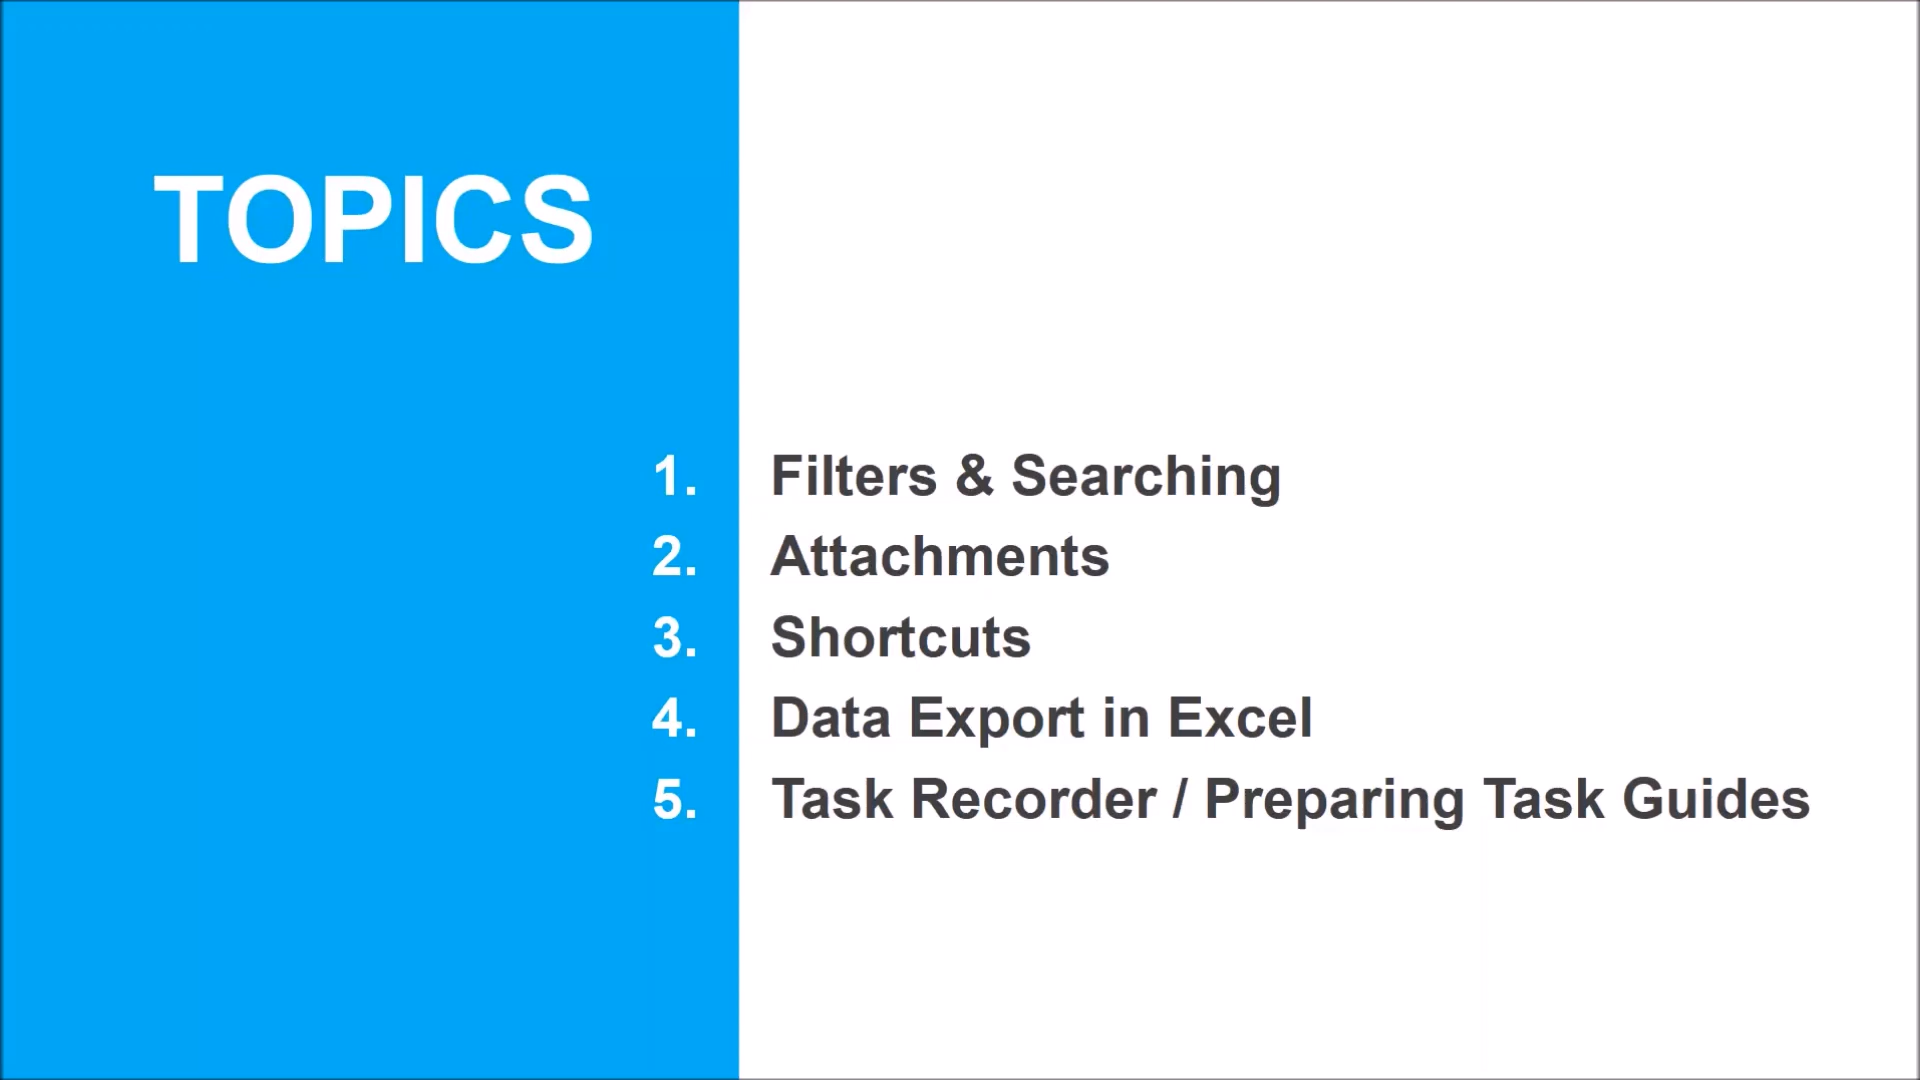 TOPICS
1. Filters & Searching
2. Attachments
3. Shortcuts
4. Data Export in Excel
5. Task Recorder / Preparing Task Guides